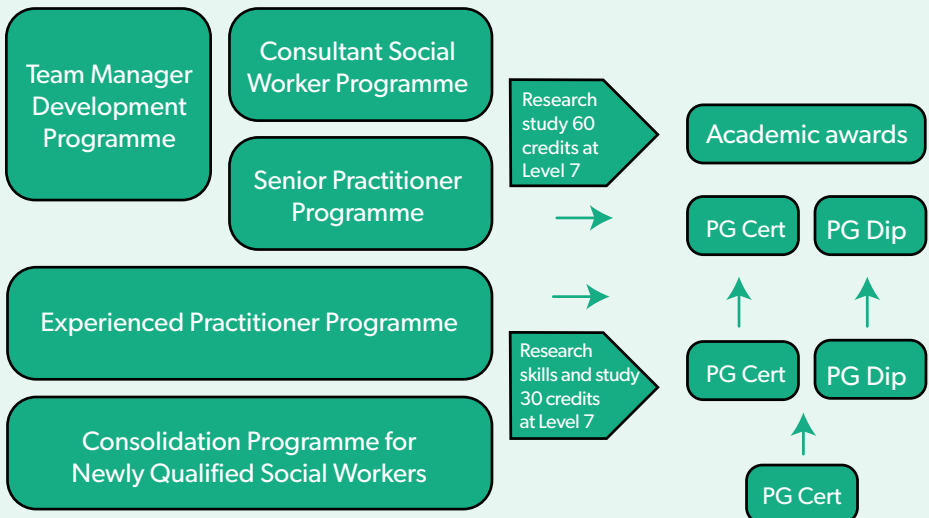 Team Manager
Development
Programme
Consultant Social
Worker Programme
Senior Practitioner
Programme
Experienced Practitioner Programme
Consolidation Programme for
Newly Qualified Social Workers
Research
study 60
credits at
Level 7
Research
skills and study
30 credits
at Level 7
Academic awards
PG Cert
PG Dip
PG Cert
PG Dip
PG Cert